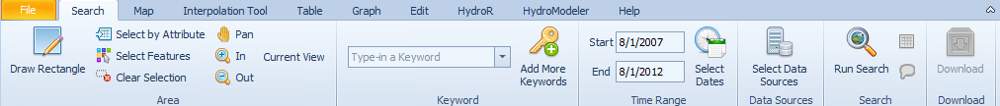 File Search Map Interpolation Tool Table Graph Edit HydroR HydroModeler Help
Draw Rectangle
Select by Attribute
Select Features
Clear Selection
Pan
In
Out
Current View
Area
Type-in a Keyword
Add More
Keywords
Keyword
Start 8/1/2007
End 8/1/2012
Select
Dates
Time Range
Select Data
Sources
Data Sources
Run Search
Search
Download
Download